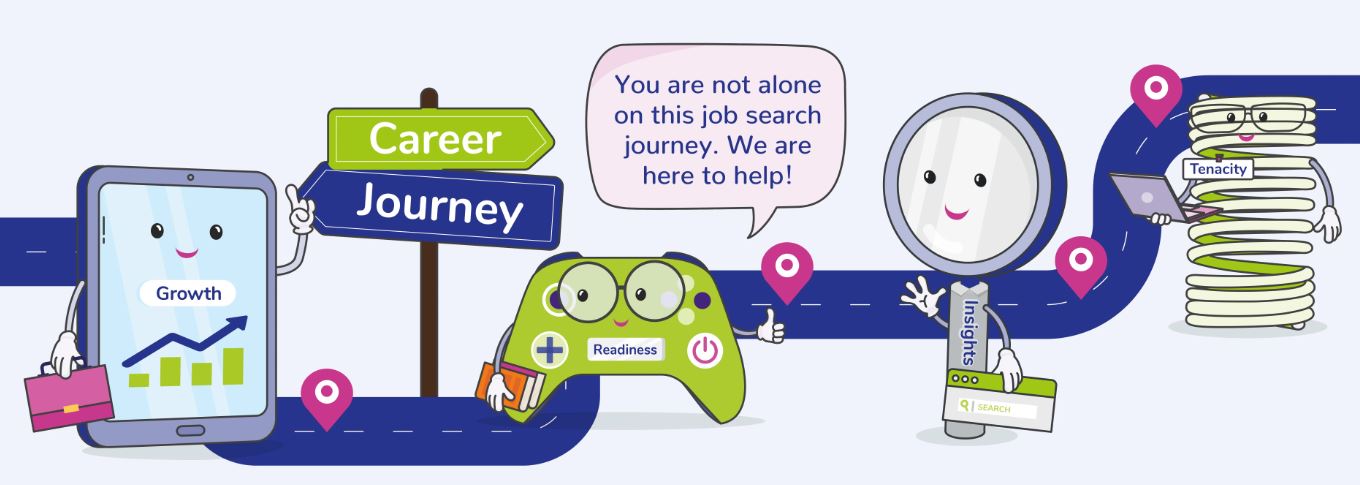 Career
Journey
You are not alone
on this job search
journey. We are
here to help!
Growth
Readiness
Insights
SEARCH
Tenacity